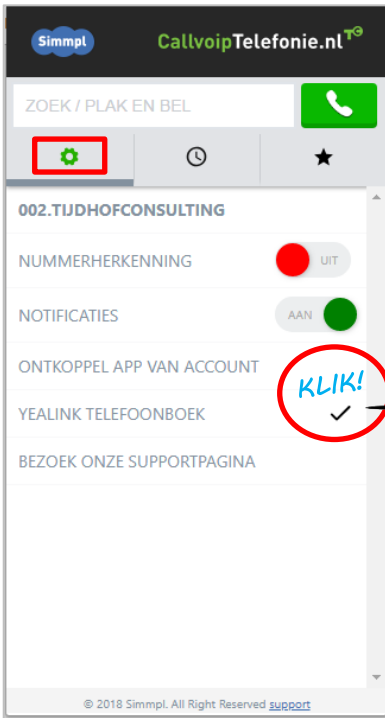 Simmpl CallvoipTelefonie.nl
ZOEK / PLAK EN BEL
002.TIJDHOFCONSULTING
NUMMERHERKENNING UIT
NOTIFICATIES AAN
ONTKOPPEL APP VAN ACCOUNT
KLIK!
YEALINK TELEFOONBOEK
BEZOEK ONZE SUPPORTPAGINA
© 2018 Simmpl. All Right Reserved support